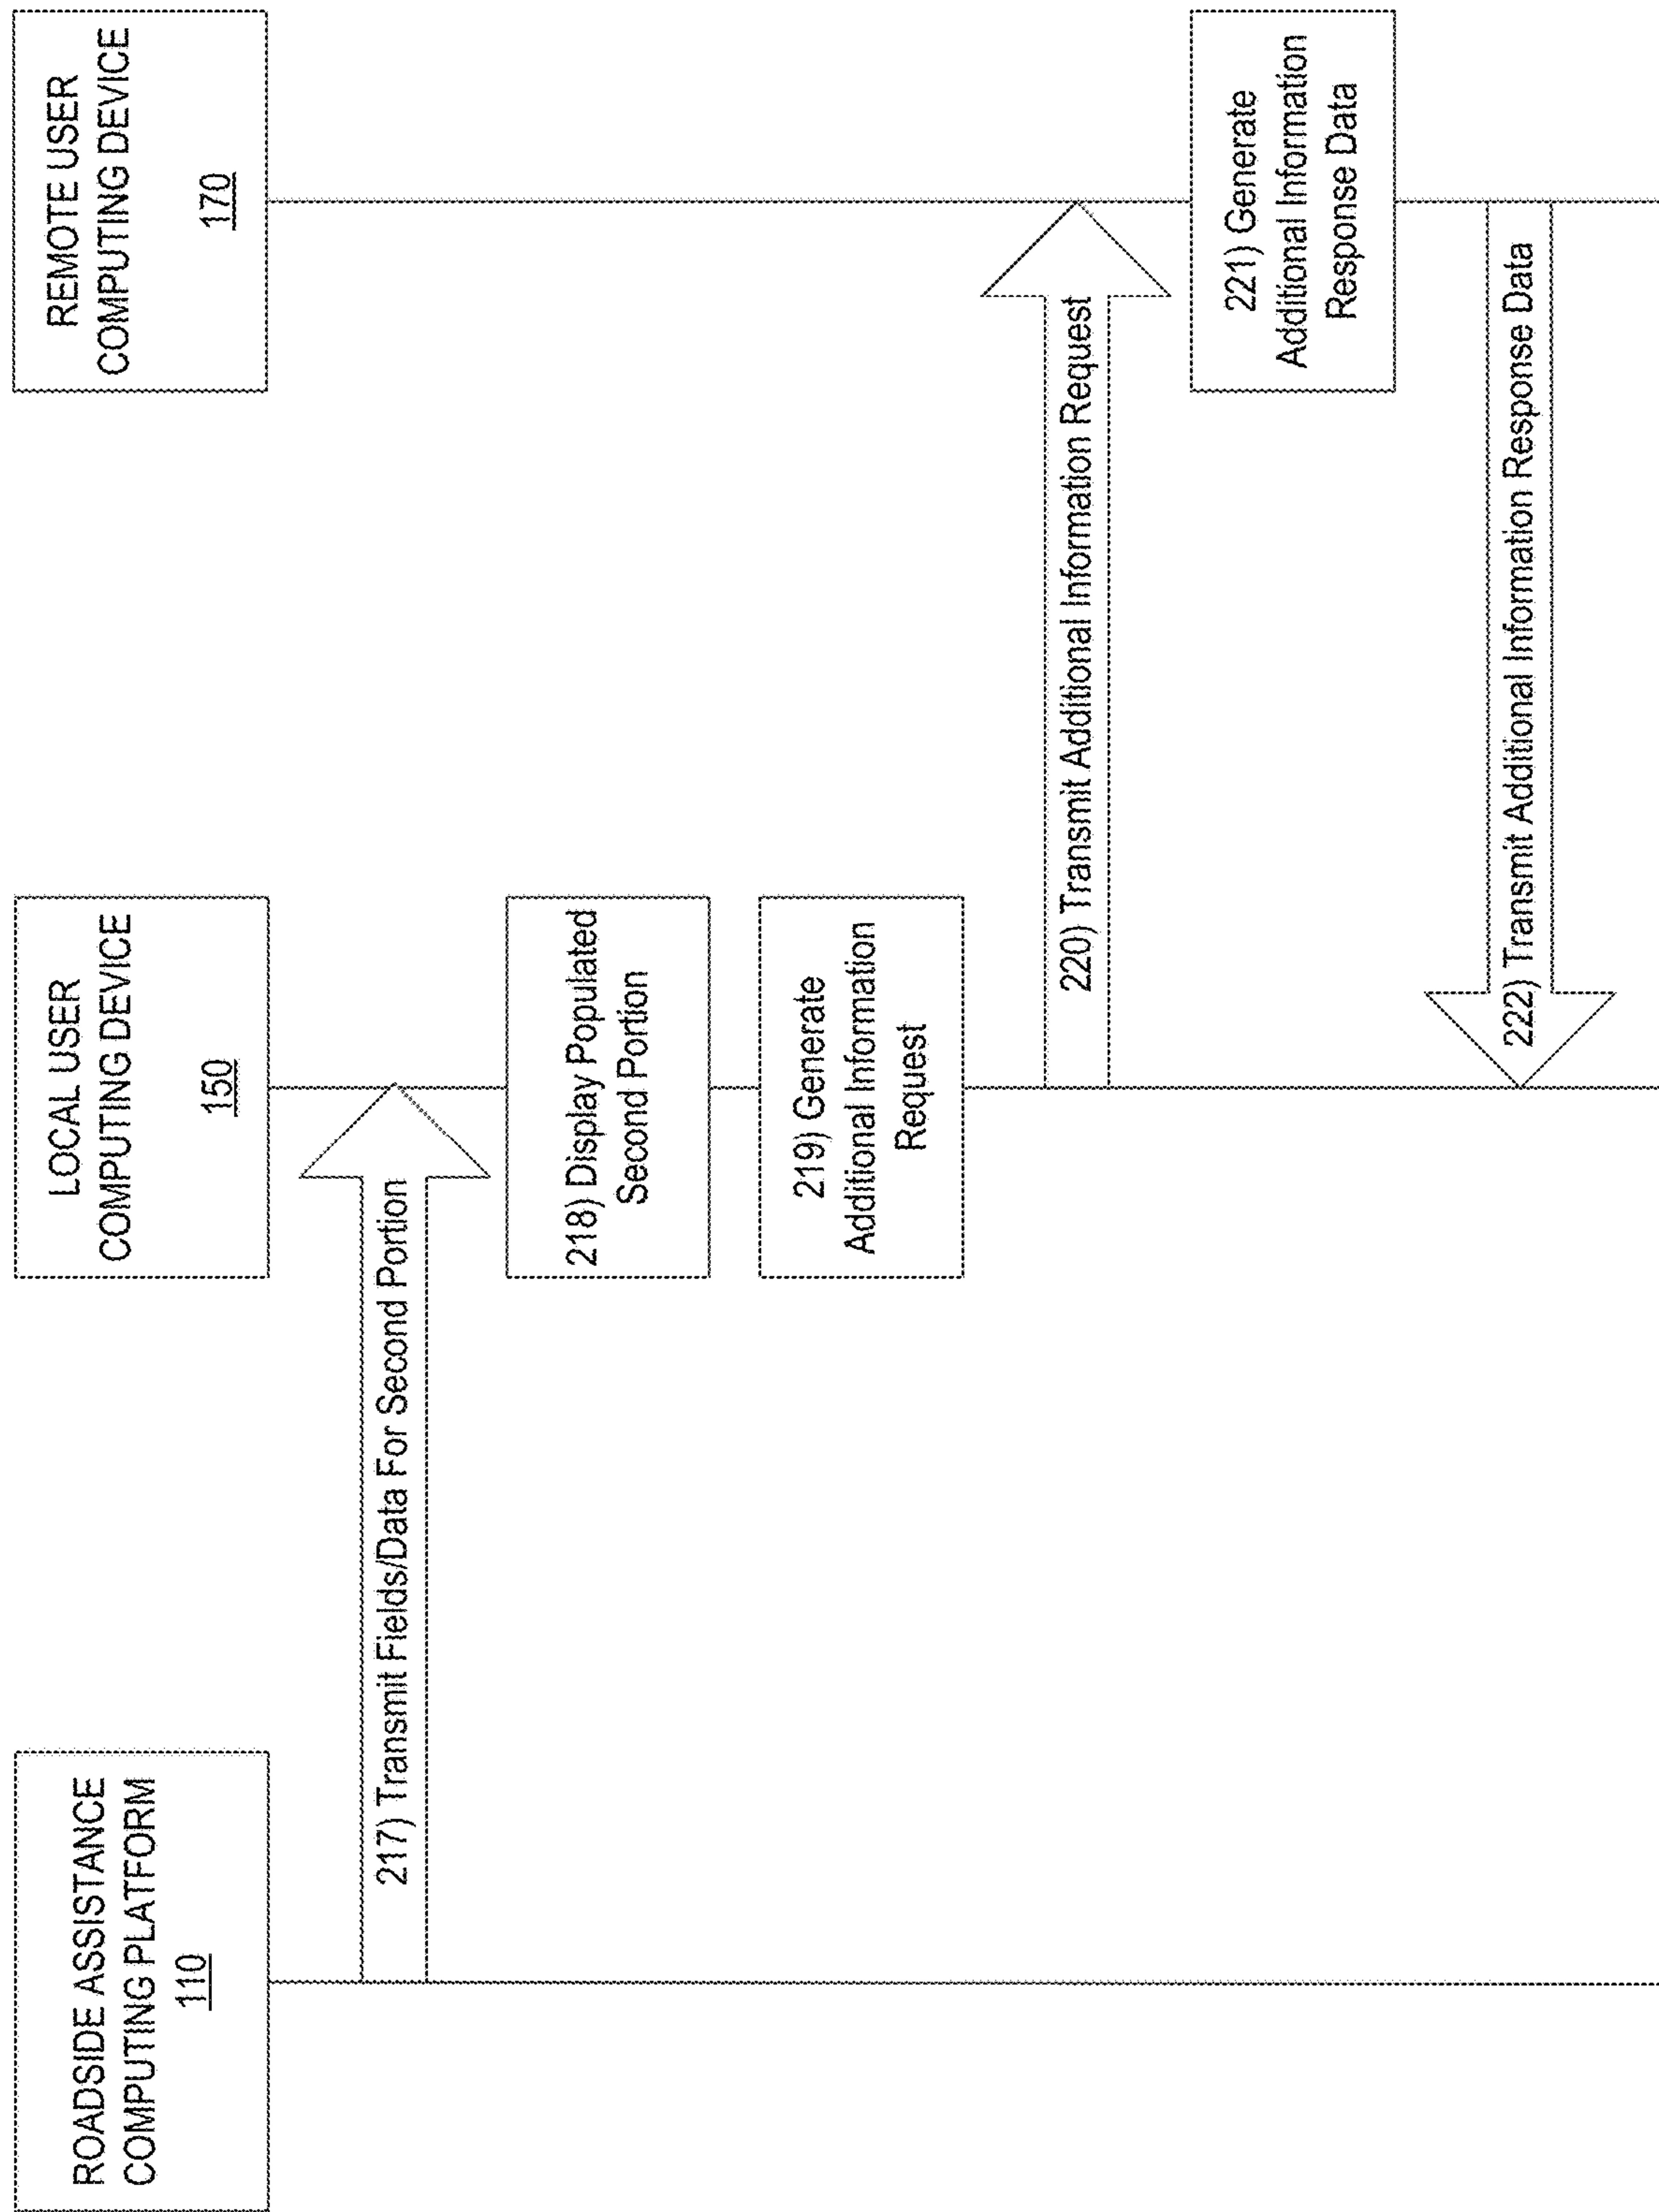 ROADSIDE ASSISTANCE
COMPUTING PLATFORM
110
LOCAL USER
COMPUTING DEVICE
150
REMOTE USER
COMPUTING DEVICE
170
217) Transmit Fields/Data For Second Portion
218) Display Populated
Second Portion
219) Generate
Additional Information
Request
220) Transmit Additional Information Request
221) Generate
Additional Information
Response Data
222) Transmit Additional Information Response Data